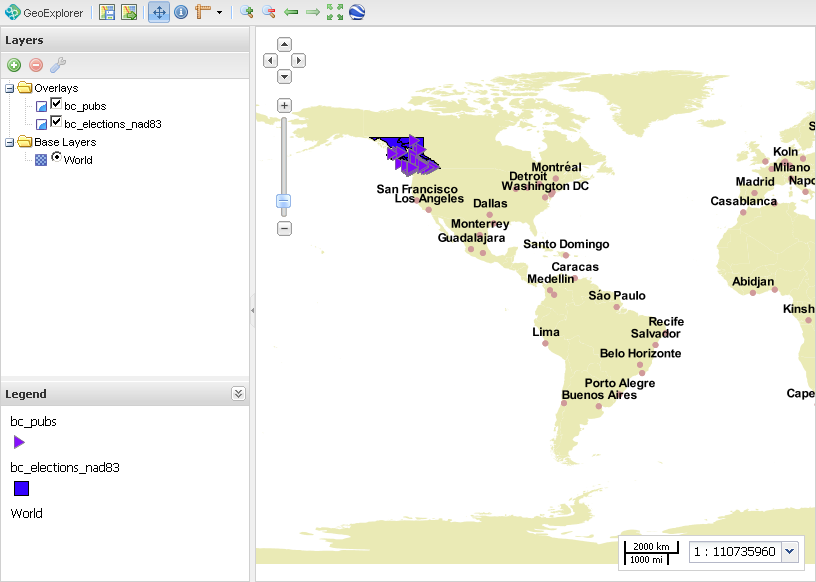 GeoExplorer
Layers
Overlays
bc_pubs
bc_elections_nad83
Base Layers
World
Legend
bc_pubs
bc_elections_nad83
World
Montréal
Detroit
Washington DC
San Francisco
Los Angeles
Dallas
Monterrey
Guadalajara
Santo Domingo
Caracas
Medellin
São Paulo
Lima
Recife
Salvador
Belo Horizonte
Porto Alegre
Buenos Aires
S
Koln
Milano
Madrid
Napo
Casablanca
Abidjan
Kinsh
Cape
2000 km
1000 mi
1 : 110735960